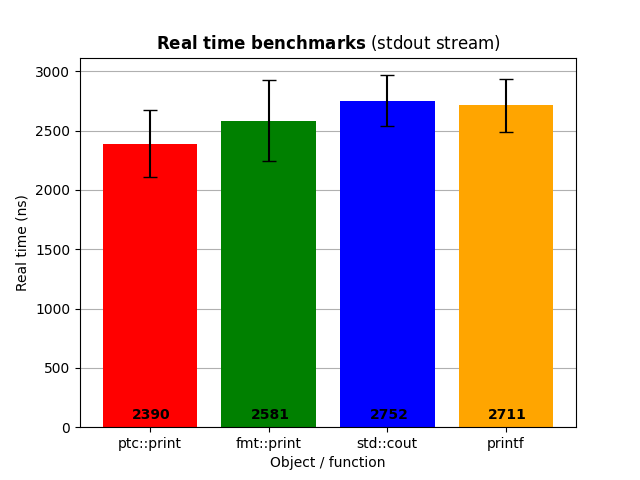 Real time benchmarks (stdout stream)
Real time (ns)
3000
2500
2000
1500
1000
500
0
2390 2581 2752 2711
ptc::print fmt::print std::cout printf
Object / function